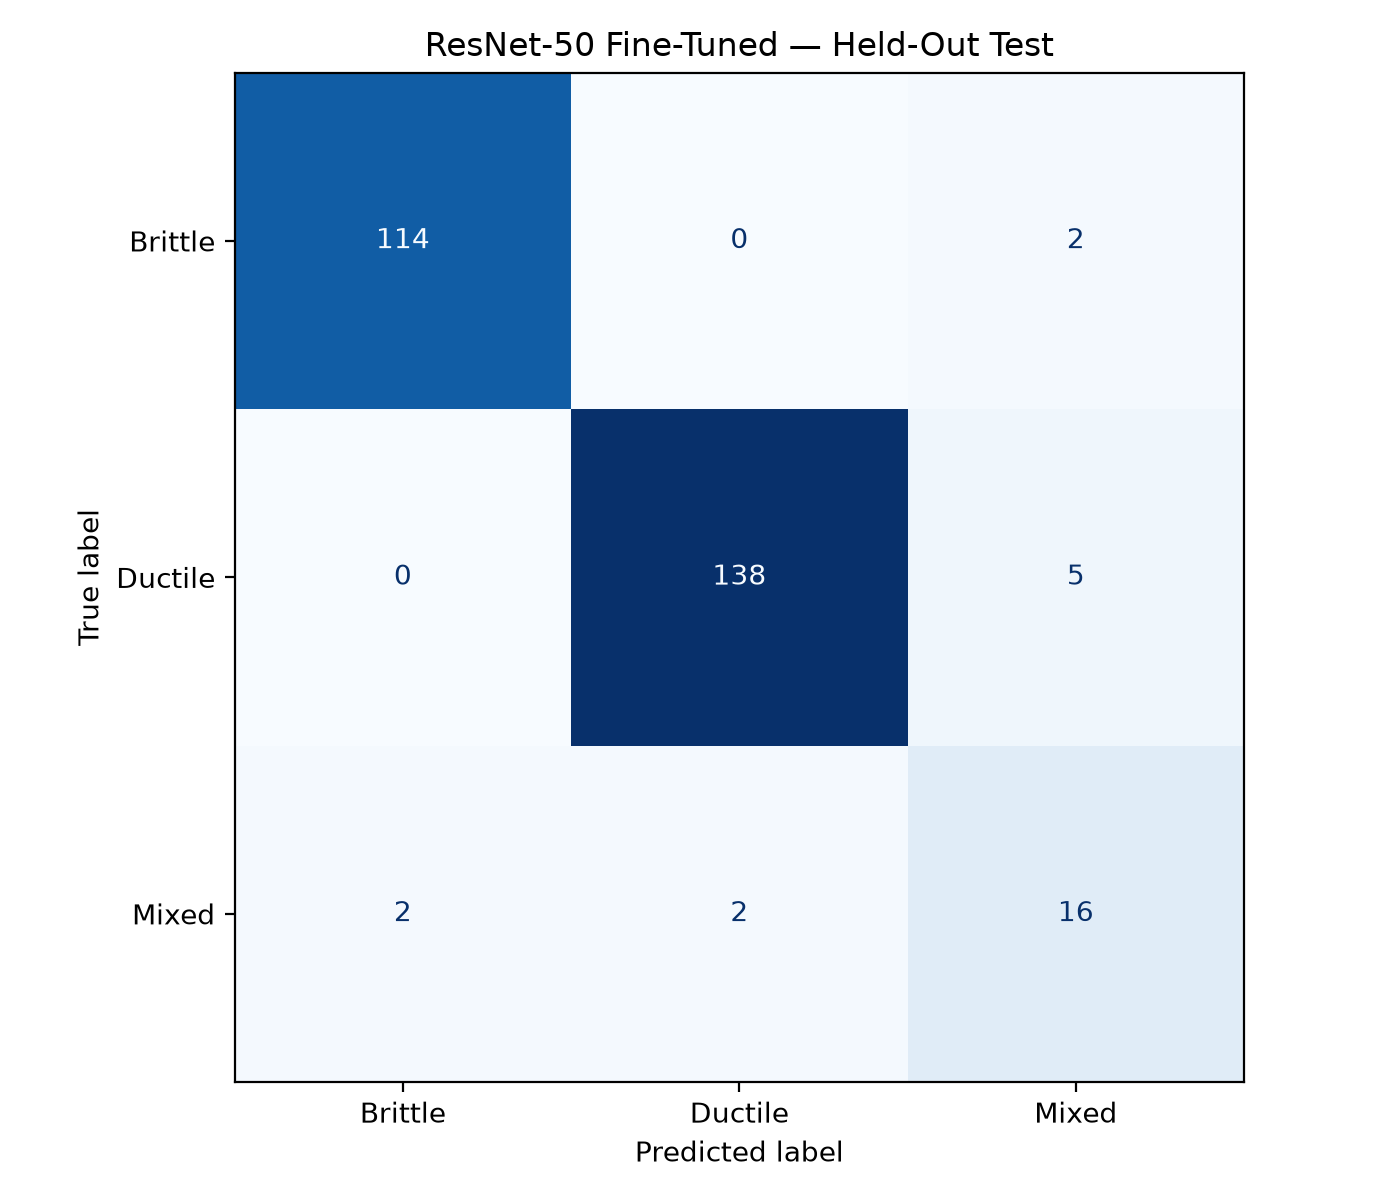 ResNet-50 Fine-Tuned — Held-Out Test
True label
Brittle 114 0 2
Ductile 0 138 5
Mixed 2 2 16
Brittle Ductile Mixed
Predicted label